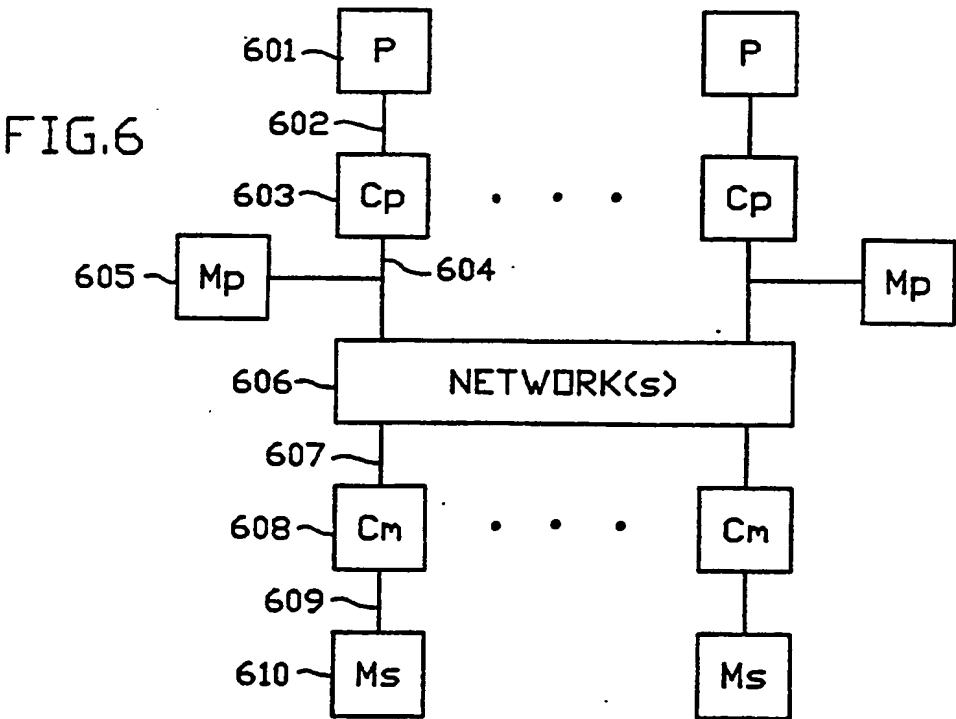 601 P P
FIG.6
602
603 Cp Cp
604
605 Mp Mp
606 NETWORK(s)
607
608 Cm Cm
609
610 Ms Ms